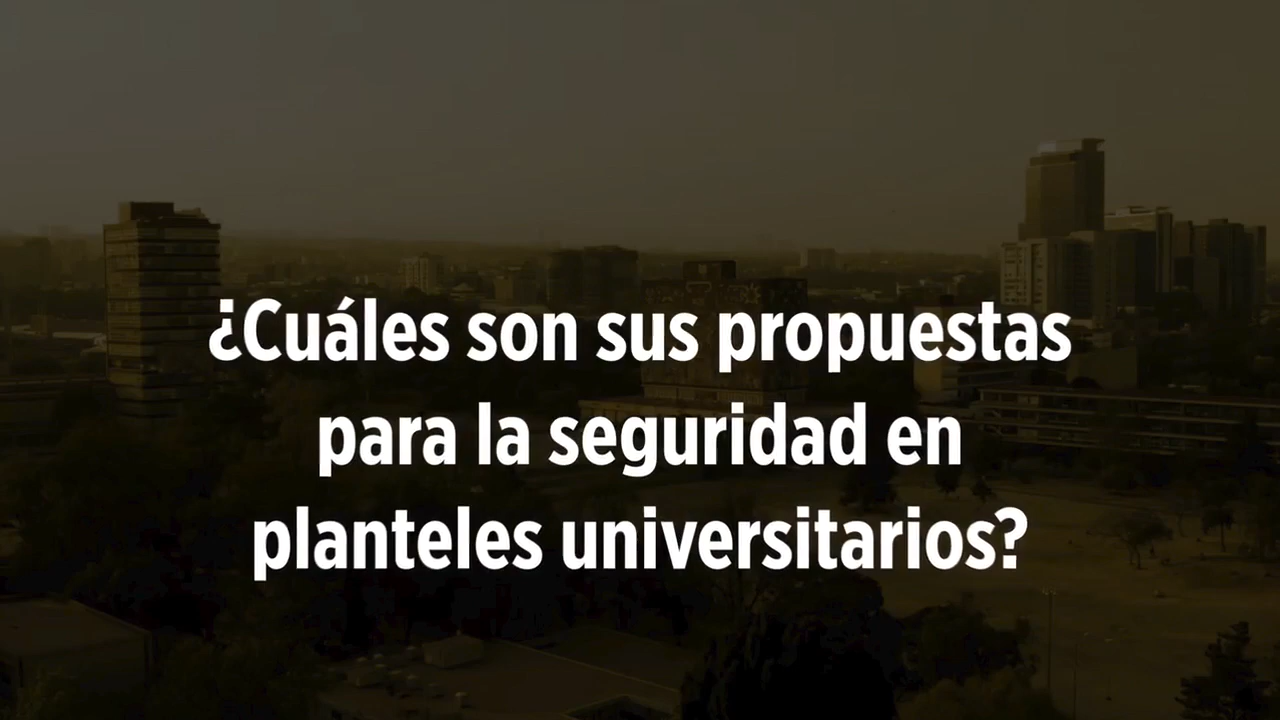 ¿Cuáles son sus propuestas
para la seguridad en
planteles universitarios?